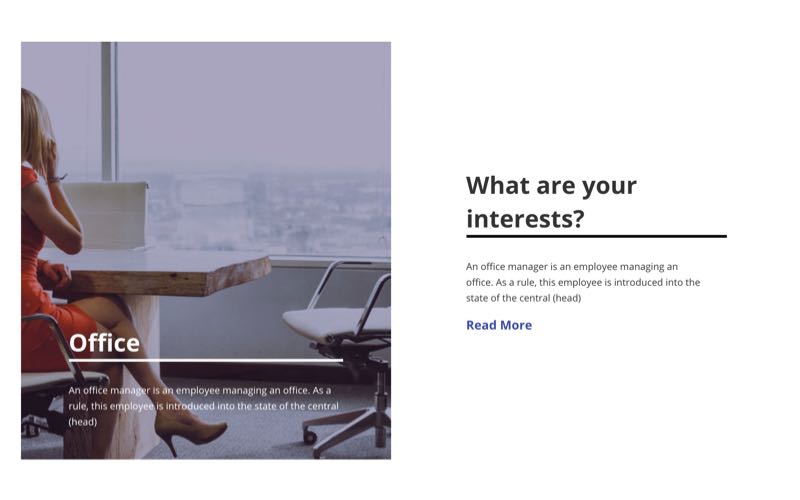 Office
An office manager is an employee managing an office. As a
rule, this employee is introduced into the state of the central
(head)
What are your
interests?
An office manager is an employee managing an
office. As a rule, this employee is introduced into the
state of the central (head)
Read More